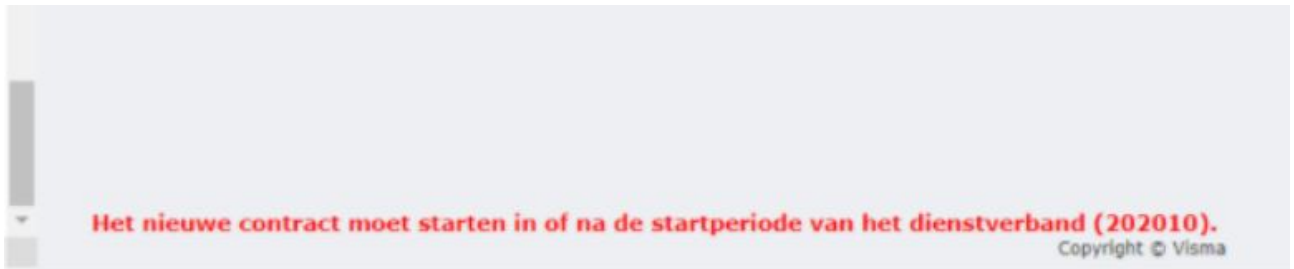 Het nieuwe contract moet starten in of na de startperiode van het dienstverband (202010).
Copyright © Visma